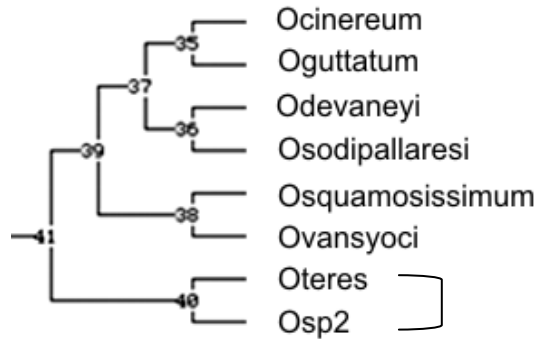 Ocinereum
35
Oguttatum
37
Odevaneyi
36
Osodipallaresi
39
Osquamosissimum
38
Ovansyoci
41
Oteres
40
Osp2